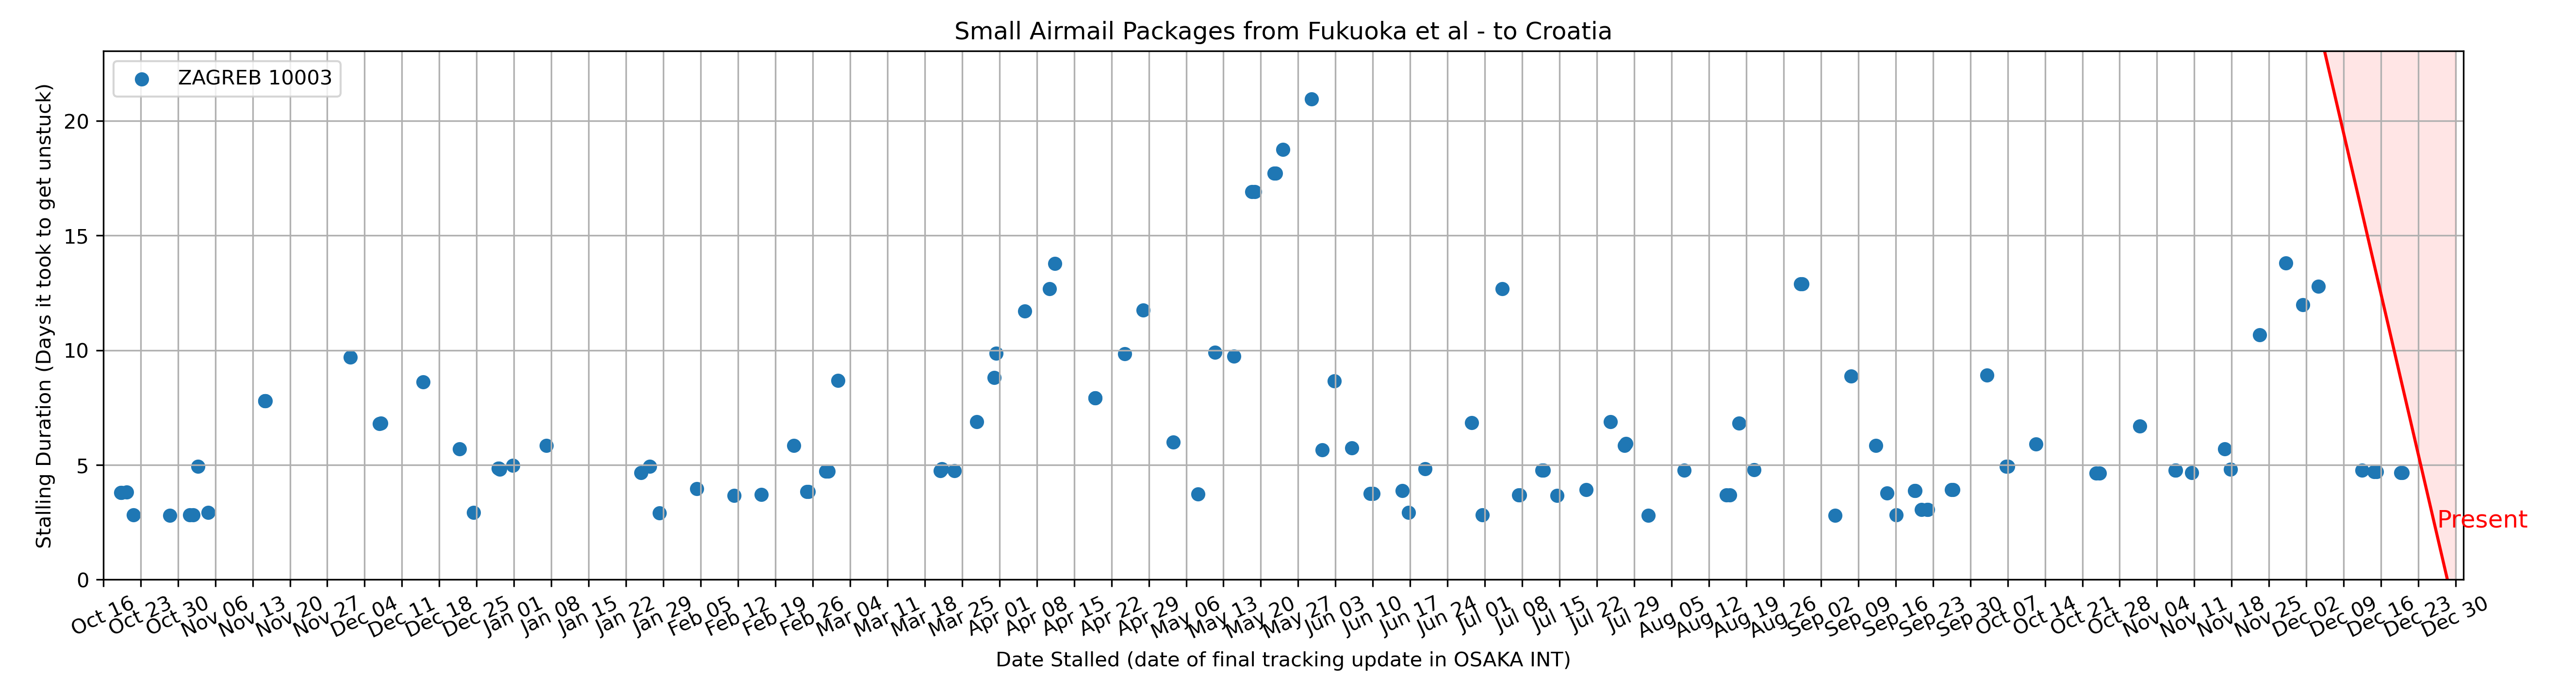 Small Airmail Packages from Fukuoka et al - to Croatia
ZAGREB 10003
Stalling Duration (Days it took to get unstuck)
20
15
10
5
0
Present
Oct 16
Oct 23
Oct 30
Nov 06
Nov 13
Nov 20
Nov 27
Dec 04
Dec 11
Dec 18
Dec 25
Jan 01
Jan 08
Jan 15
Jan 22
Jan 29
Feb 05
Feb 12
Feb 19
Feb 26
Mar 04
Mar 11
Mar 18
Mar 25
Apr 01
Apr 08
Apr 15
Apr 22
Apr 29
May 06
May 13
May 20
May 27
Jun 03
Jun 10
Jun 17
Jun 24
Jul 01
Jul 08
Jul 15
Jul 22
Jul 29
Aug 05
Aug 12
Aug 19
Aug 26
Sep 02
Sep 09
Sep 16
Sep 23
Sep 30
Oct 07
Oct 14
Oct 21
Oct 28
Nov 04
Nov 11
Nov 18
Nov 25
Dec 02
Dec 09
Dec 16
Dec 23
Dec 30
Date Stalled (date of final tracking update in OSAKA INT)